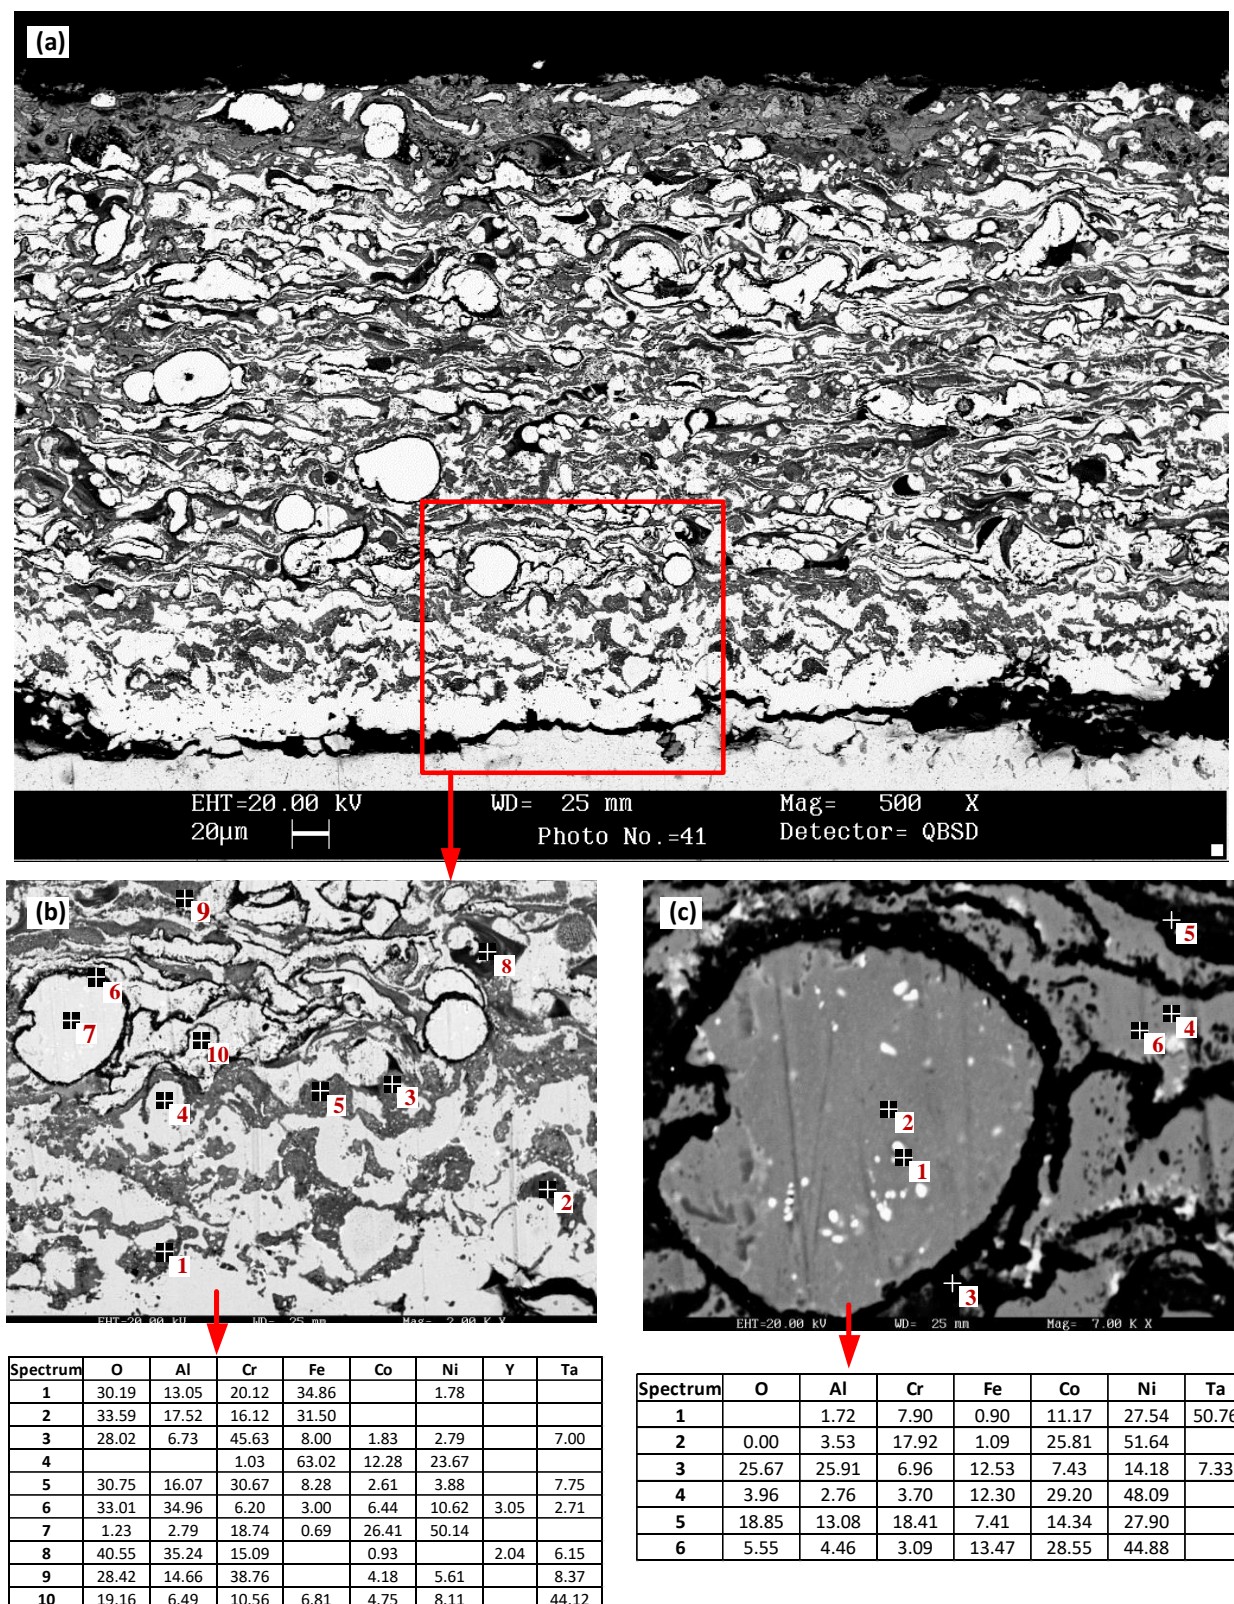 (a)
EHT=20.00 kV WD= 25 mm Mag= 500 X
20µm Photo No.=41 Detector= QBSD
(b)
9
8
6
7
10
4
5
3
2
1
EHT=20.00 kV WD= 25 mm Mag= 2.00 K X
(c)
5
4
6
2
1
3
EHT=20.00 kV WD= 25 mm Mag= 7.00 K X
Spectrum O Al Cr Fe Co Ni Y Ta
1 30.19 13.05 20.12 34.86 1.78
2 33.59 17.52 16.12 31.50
3 28.02 6.73 45.63 8.00 1.83 2.79 7.00
4 1.03 63.02 12.28 23.67
5 30.75 16.07 30.67 8.28 2.61 3.88 7.75
6 33.01 34.96 6.20 3.00 6.44 10.62 3.05 2.71
7 1.23 2.79 18.74 0.69 26.41 50.14
8 40.55 35.24 15.09 0.93 2.04 6.15
9 28.42 14.66 38.76 4.18 5.61 8.37
10 19.16 6.49 10.56 6.81 4.75 8.11 44.12
Spectrum O Al Cr Fe Co Ni Ta
1 1.72 7.90 0.90 11.17 27.54 50.76
2 0.00 3.53 17.92 1.09 25.81 51.64
3 25.67 25.91 6.96 12.53 7.43 14.18 7.33
4 3.96 2.76 3.70 12.30 29.20 48.09
5 18.85 13.08 18.41 7.41 14.34 27.90
6 5.55 4.46 3.09 13.47 28.55 44.88